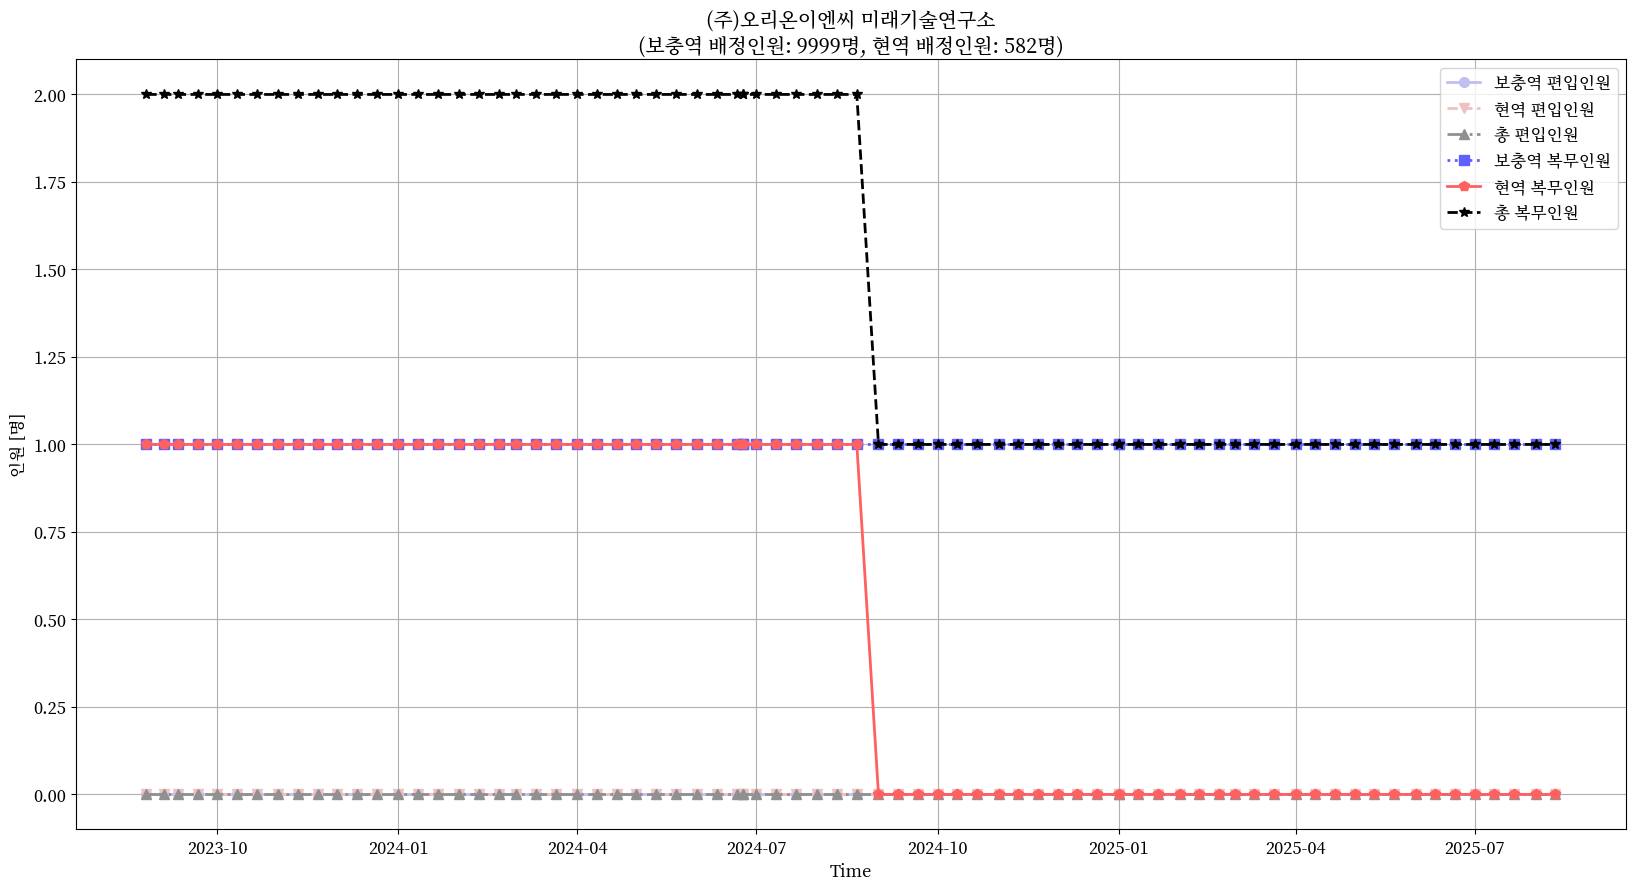 (주)오리온이엔씨 미래기술연구소
(보충역 배정인원: 9999명, 현역 배정인원: 582명)
보충역 편입인원
현역 편입인원
총 편입인원
보충역 복무인원
현역 복무인원
총 복무인원
인원 [명]
2.00
1.75
1.50
1.25
1.00
0.75
0.50
0.25
0.00
2023-10 2024-01 2024-04 2024-07 2024-10 2025-01 2025-04 2025-07
Time